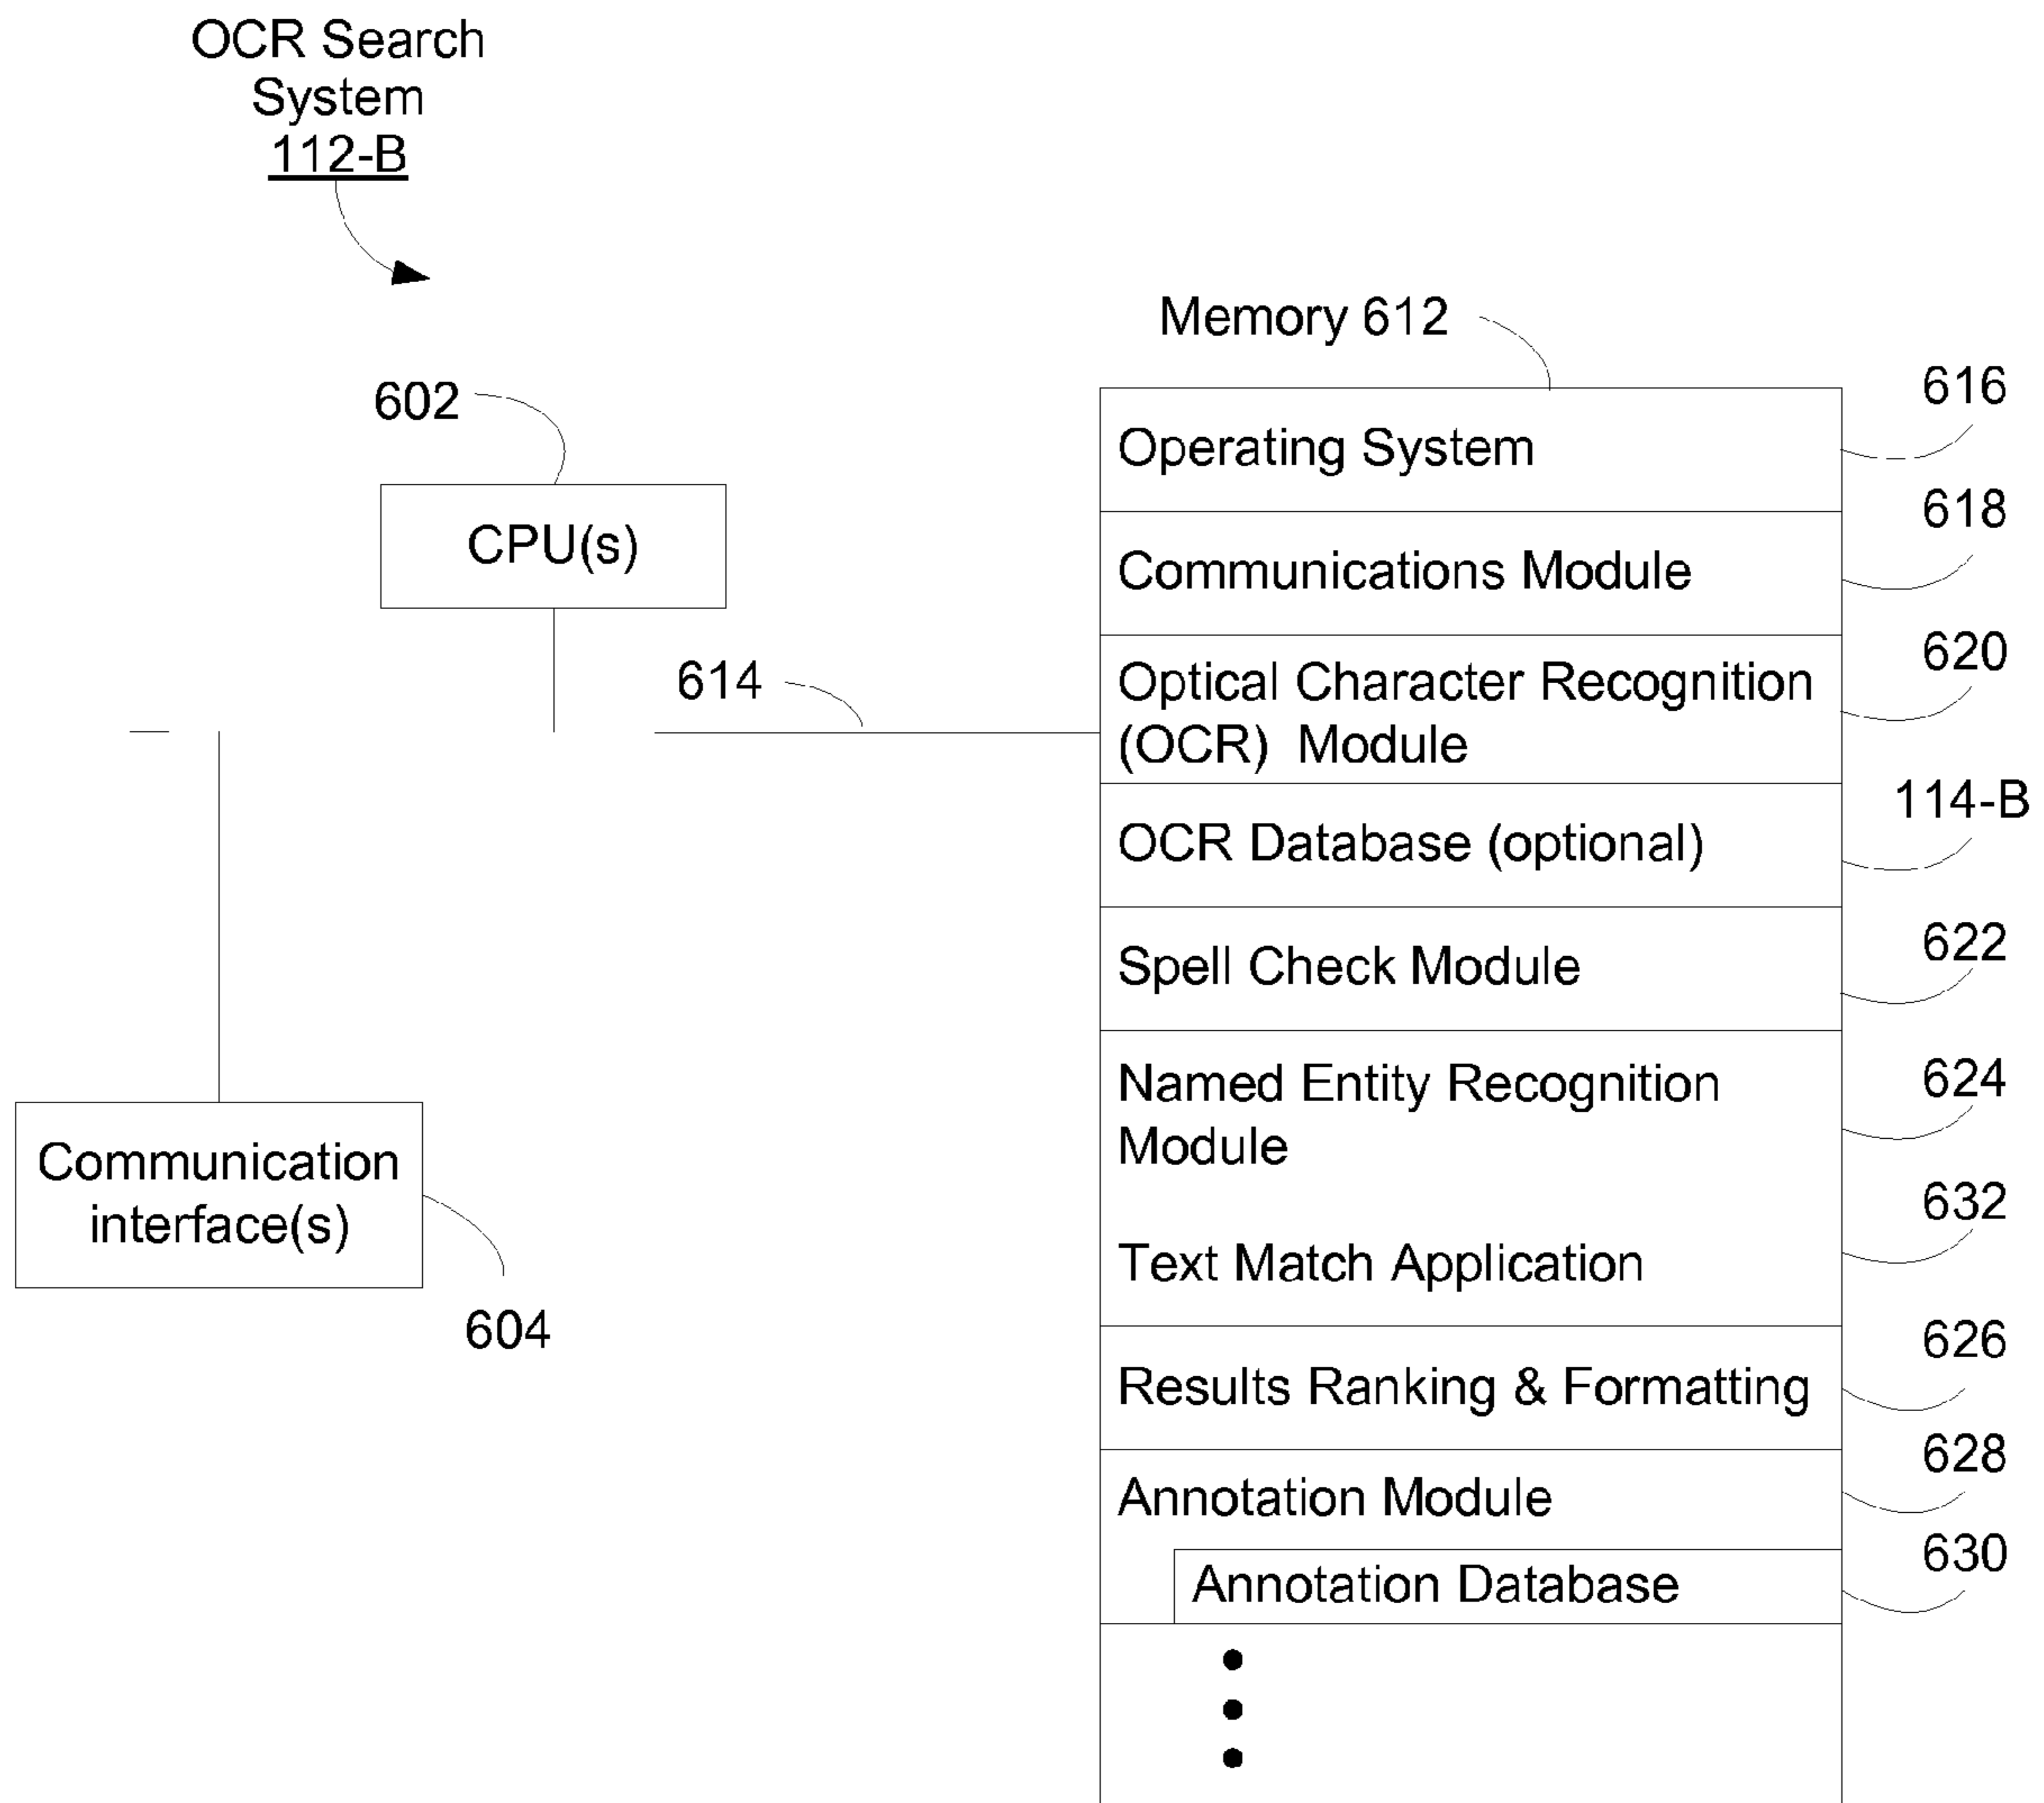 OCR Search
System
112-B
Memory 612
602
616
Operating System
CPU(s)
618
Communications Module
614
620
Optical Character Recognition
(OCR) Module
114-B
OCR Database (optional)
622
Spell Check Module
624
Named Entity Recognition
Module
Communication
interface(s)
604
632
Text Match Application
626
Results Ranking & Formatting
628
Annotation Module
630
Annotation Database